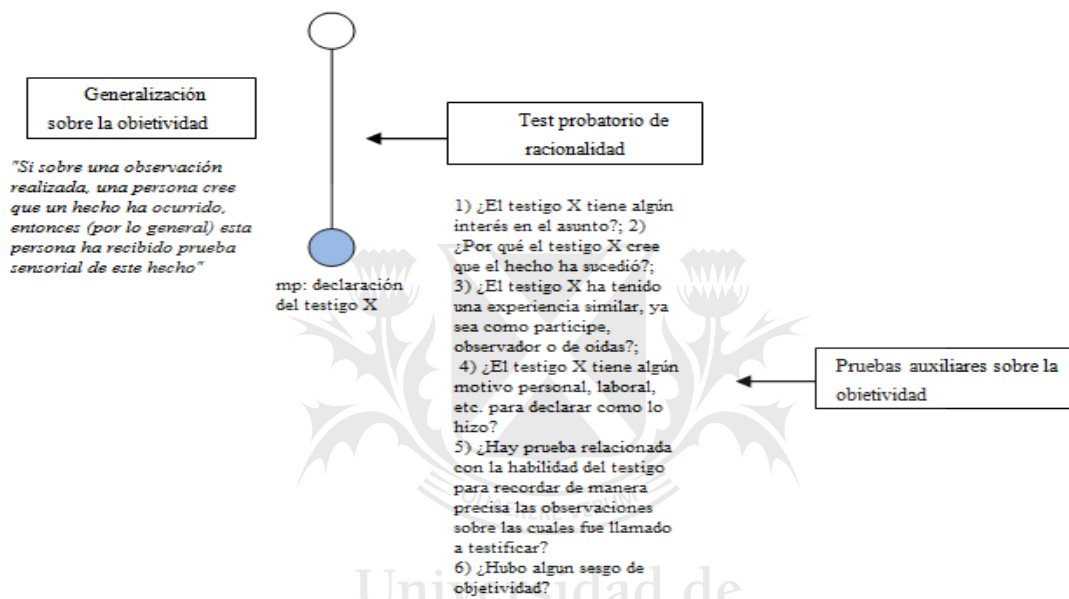 Generalización
sobre la objetividad
"Si sobre una observación
realizada, una persona cree
que un hecho ha ocurrido,
entonces (por lo general) esta
persona ha recibido prueba
sensorial de este hecho"
mp: declaración
del testigo X
Test probatorio de
racionalidad
1) ¿El testigo X tiene algún
interés en el asunto?; 2)
¿Por qué el testigo X cree
que el hecho ha sucedió?;
3) ¿El testigo X ha tenido
una experiencia similar, ya
sea como participe,
observador o de oidas?;
4) ¿El testigo X tiene algún
motivo personal, laboral,
etc. para declarar como lo
hizo?
5) ¿Hay prueba relacionada
con la habilidad del testigo
para recordar de manera
precisa las observaciones
sobre las cuales fue llamado
a testificar?
6) ¿Hubo algun sesgo de
objetividad?
Pruebas auxiliares sobre la
objetividad
Universidad de